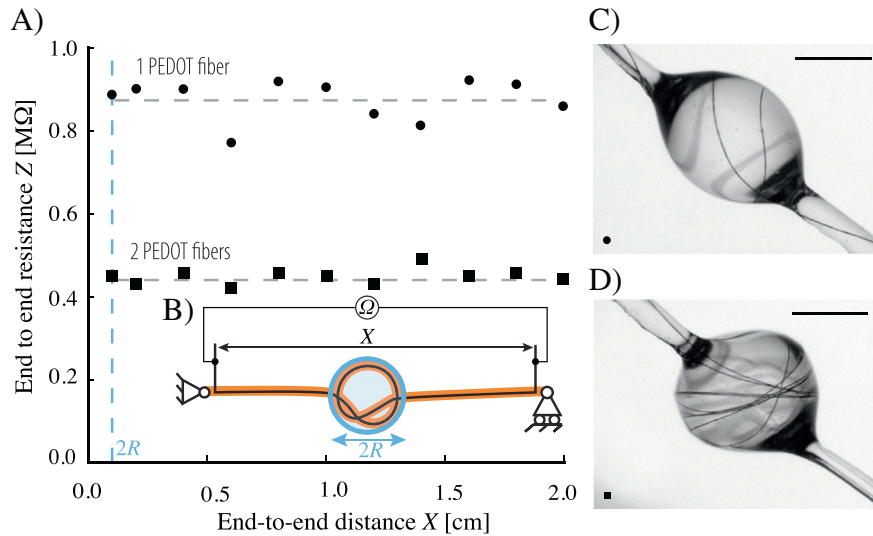 A)
End to end resistance Z [MΩ]
1.0
0.8
0.6
0.4
0.2
0.0
1 PEDOT fiber
2 PEDOT fibers
B)
Ω
X
2R
2R
0.0
0.5
1.0
1.5
2.0
End-to-end distance X [cm]
C)
D)